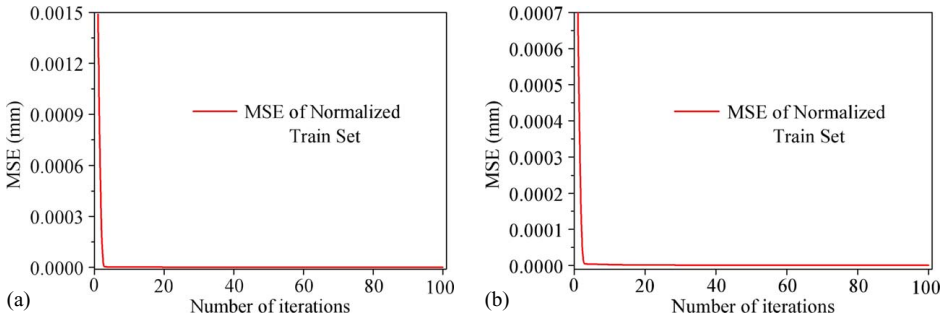 0.0015
0.0012
0.0009
0.0006
0.0003
0.0000
MSE (mm)
MSE of Normalized
Train Set
0 20 40 60 80 100
Number of iterrations
(a)
0.0007
0.0006
0.0005
0.0004
0.0003
0.0002
0.0001
0.0000
MSE (mm)
MSE of Normalized
Train Set
0 20 40 60 80 100
Number of iterrations
(b)